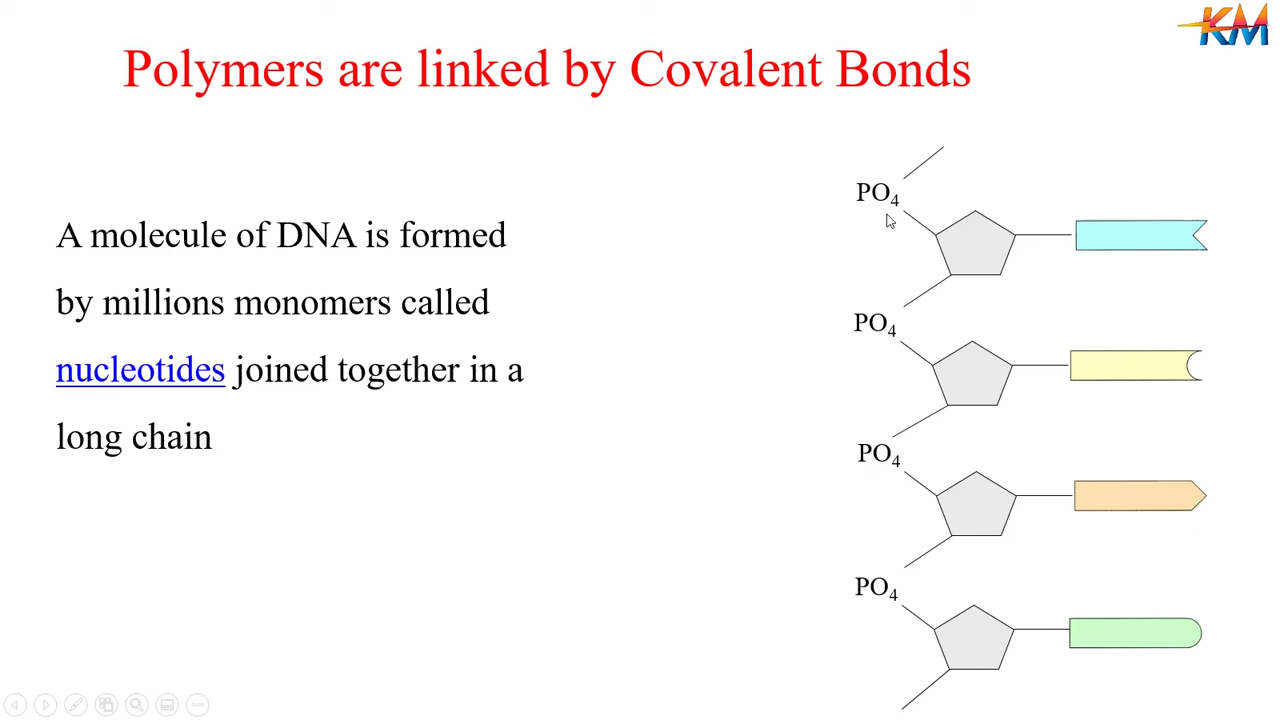 KM
Polymers are linked by Covalent Bonds
A molecule of DNA is formed
by millions monomers called
nucleotides joined together in a
long chain
PO4
PO4
PO4
PO4